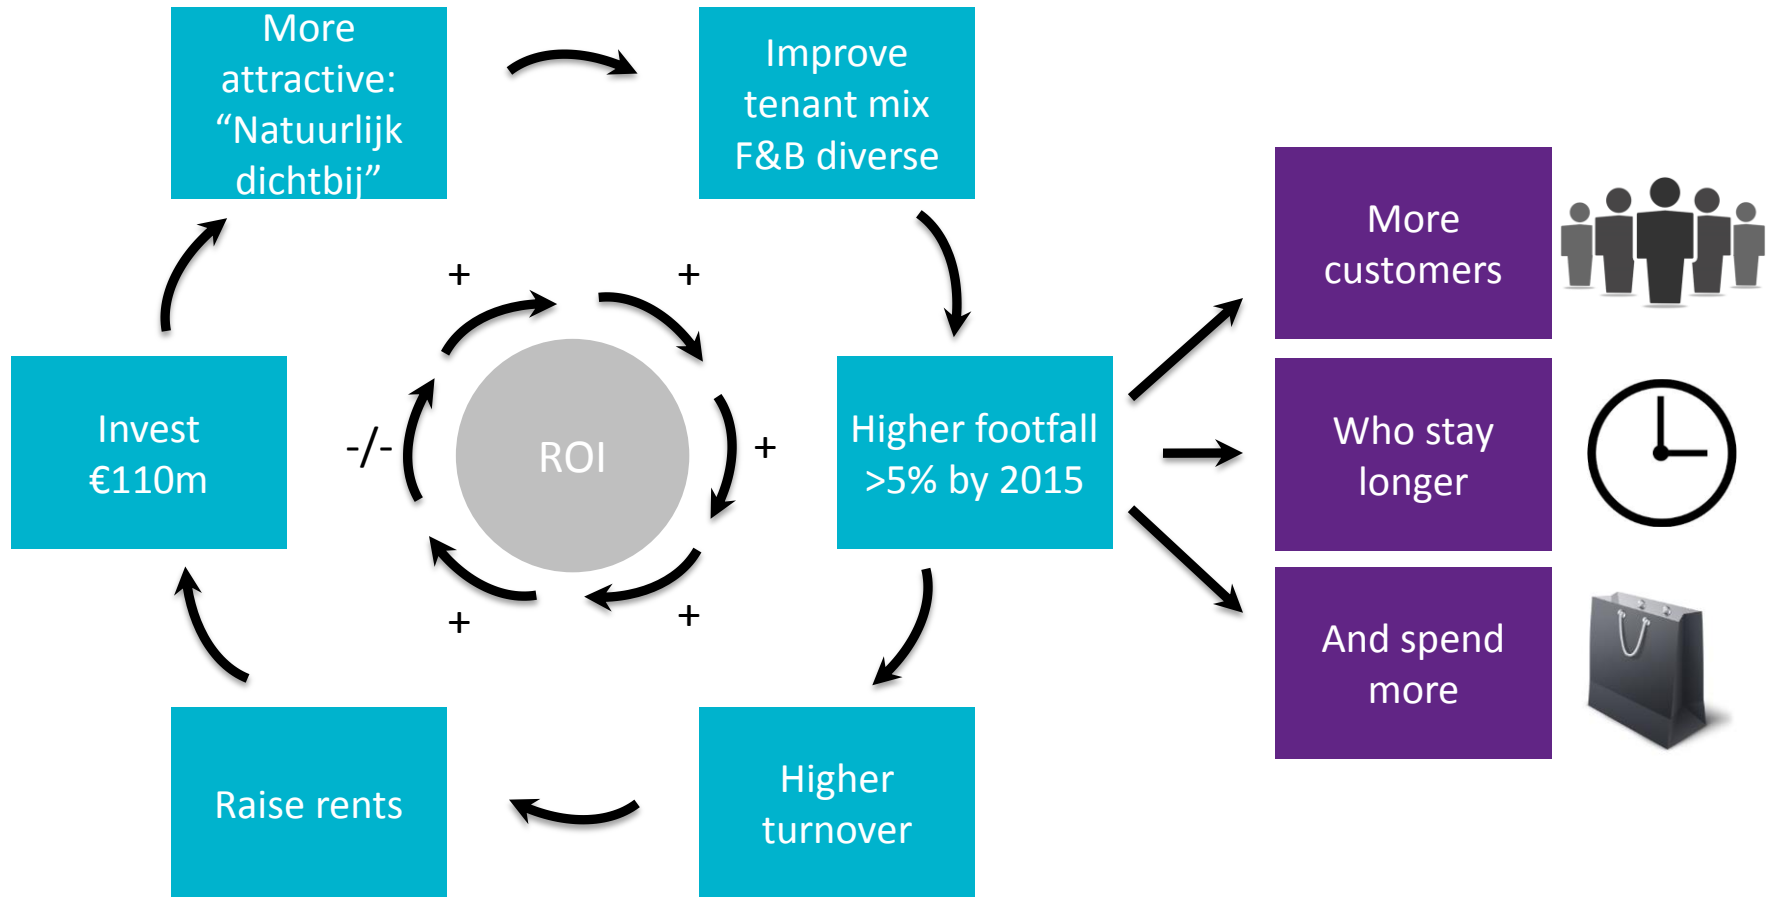 More
attractive:
“Natuurlijk
dichtbij”
Improve
tenant mix
F&B diverse
More
customers
+
+
Invest
€110m
-/-
ROI
+
Higher footfall
>5% by 2015
Who stay
longer
+
+
And spend
more
Raise rents
Higher
turnover